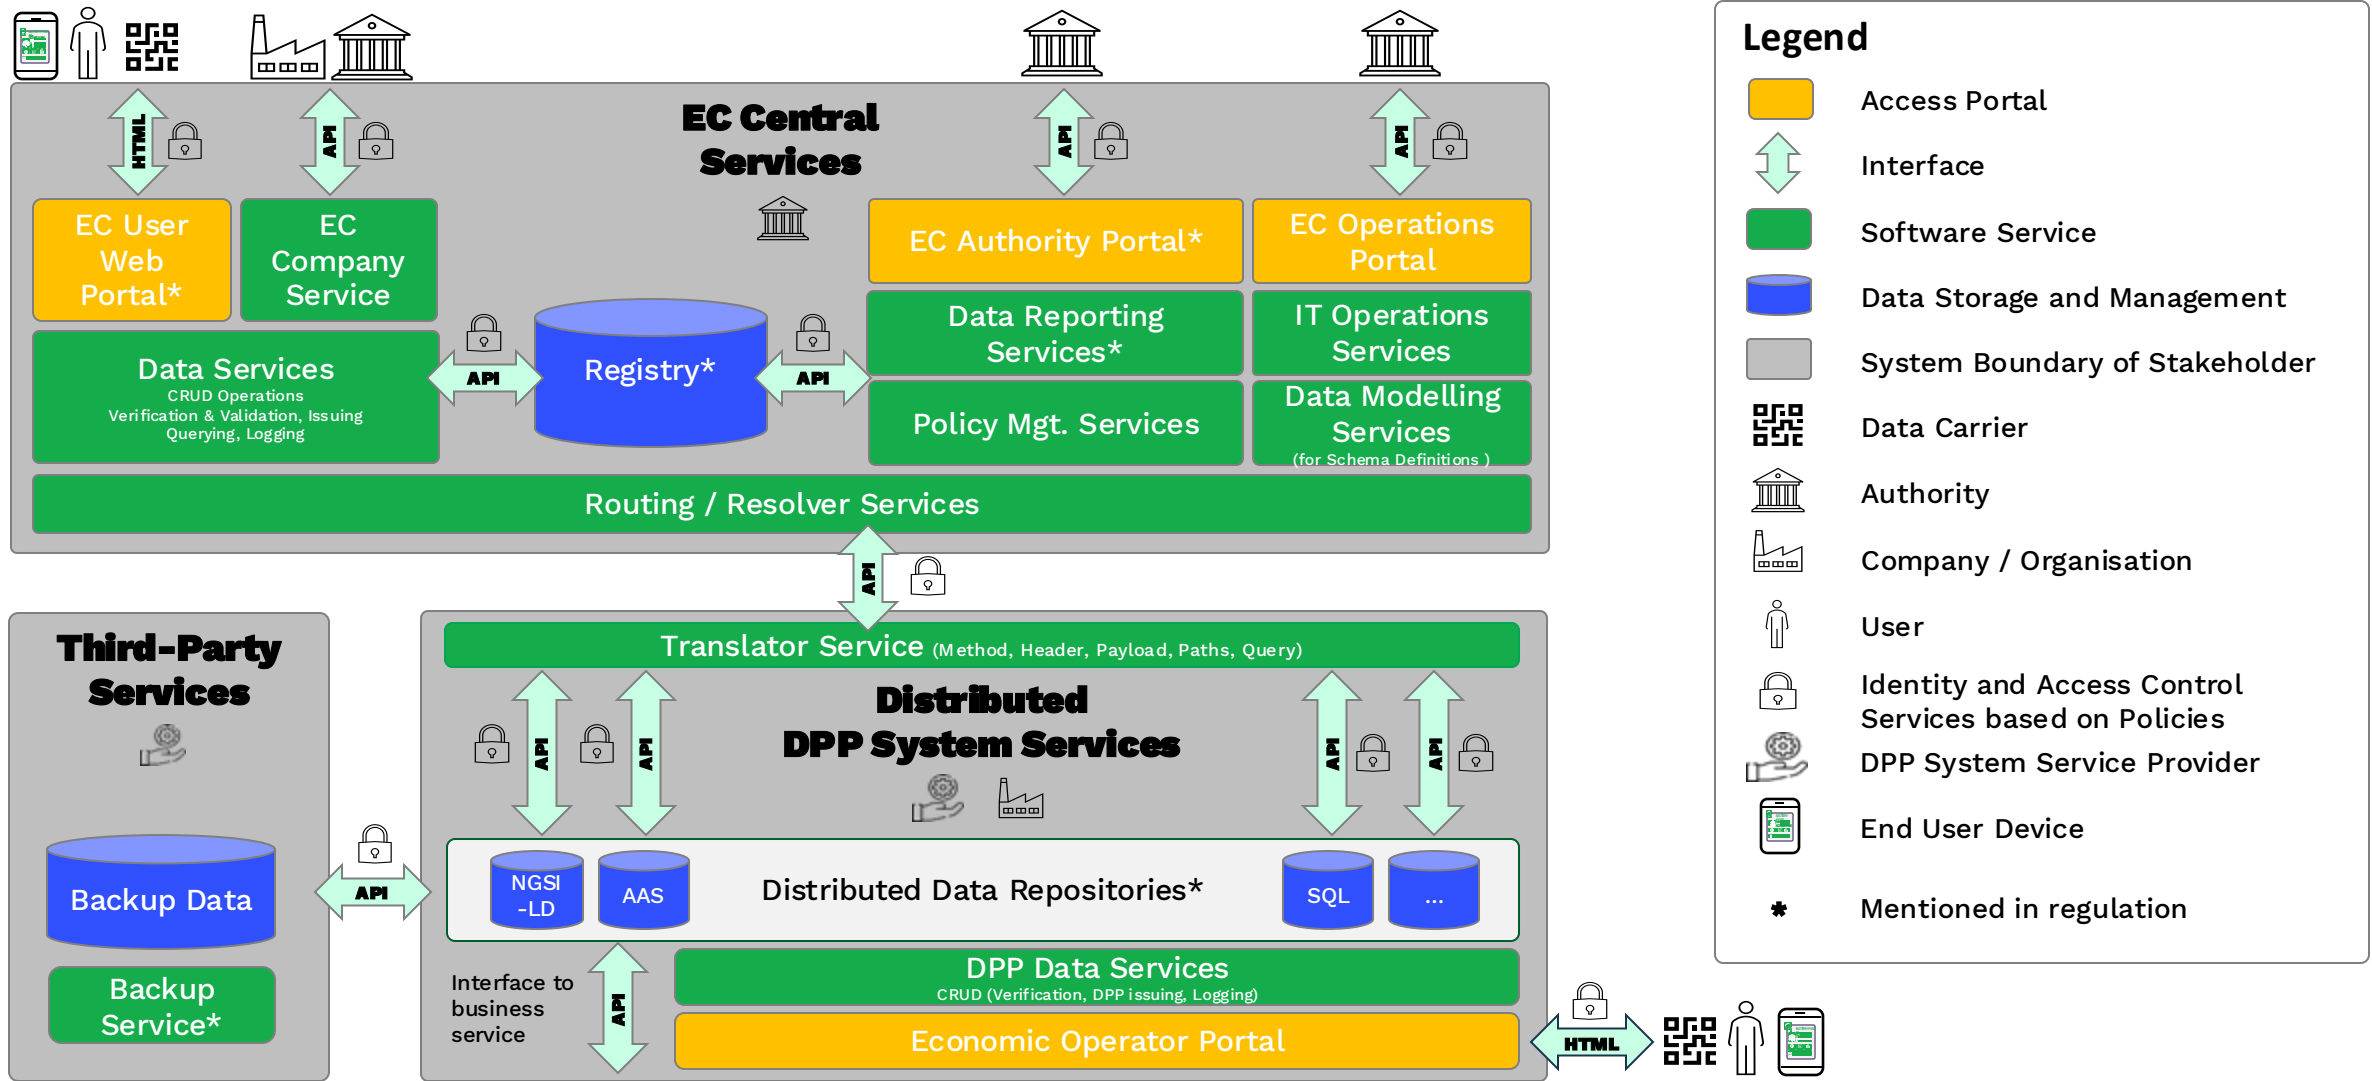 EC Central
Services
HTML
API
API
API
EC User
Web
Portal*
EC
Company
Service
EC Authority Portal*
EC Operations
Portal
Data Services
CRUD Operations
Verification & Validation, Issuing
Querying, Logging
API
Registry*
API
Data Reporting
Services*
IT Operations
Services
Policy Mgt. Services
Data Modelling
Services
(for Schema Definitions )
Routing / Resolver Services
API
Third-Party
Services
Backup Data
Backup
Service*
API
Translator Service (Method, Header, Payload, Paths, Query)
Distributed
DPP System Services
API
API
API
API
NGSI
-LD
AAS
Distributed Data Repositories*
SQL
...
Interface to
business
service
API
DPP Data Services
CRUD (Verification, DPP issuing, Logging)
Economic Operator Portal
HTML
Legend
Access Portal
Interface
Software Service
Data Storage and Management
System Boundary of Stakeholder
Data Carrier
Authority
Company / Organisation
User
Identity and Access Control
Services based on Policies
DPP System Service Provider
End User Device
* Mentioned in regulation